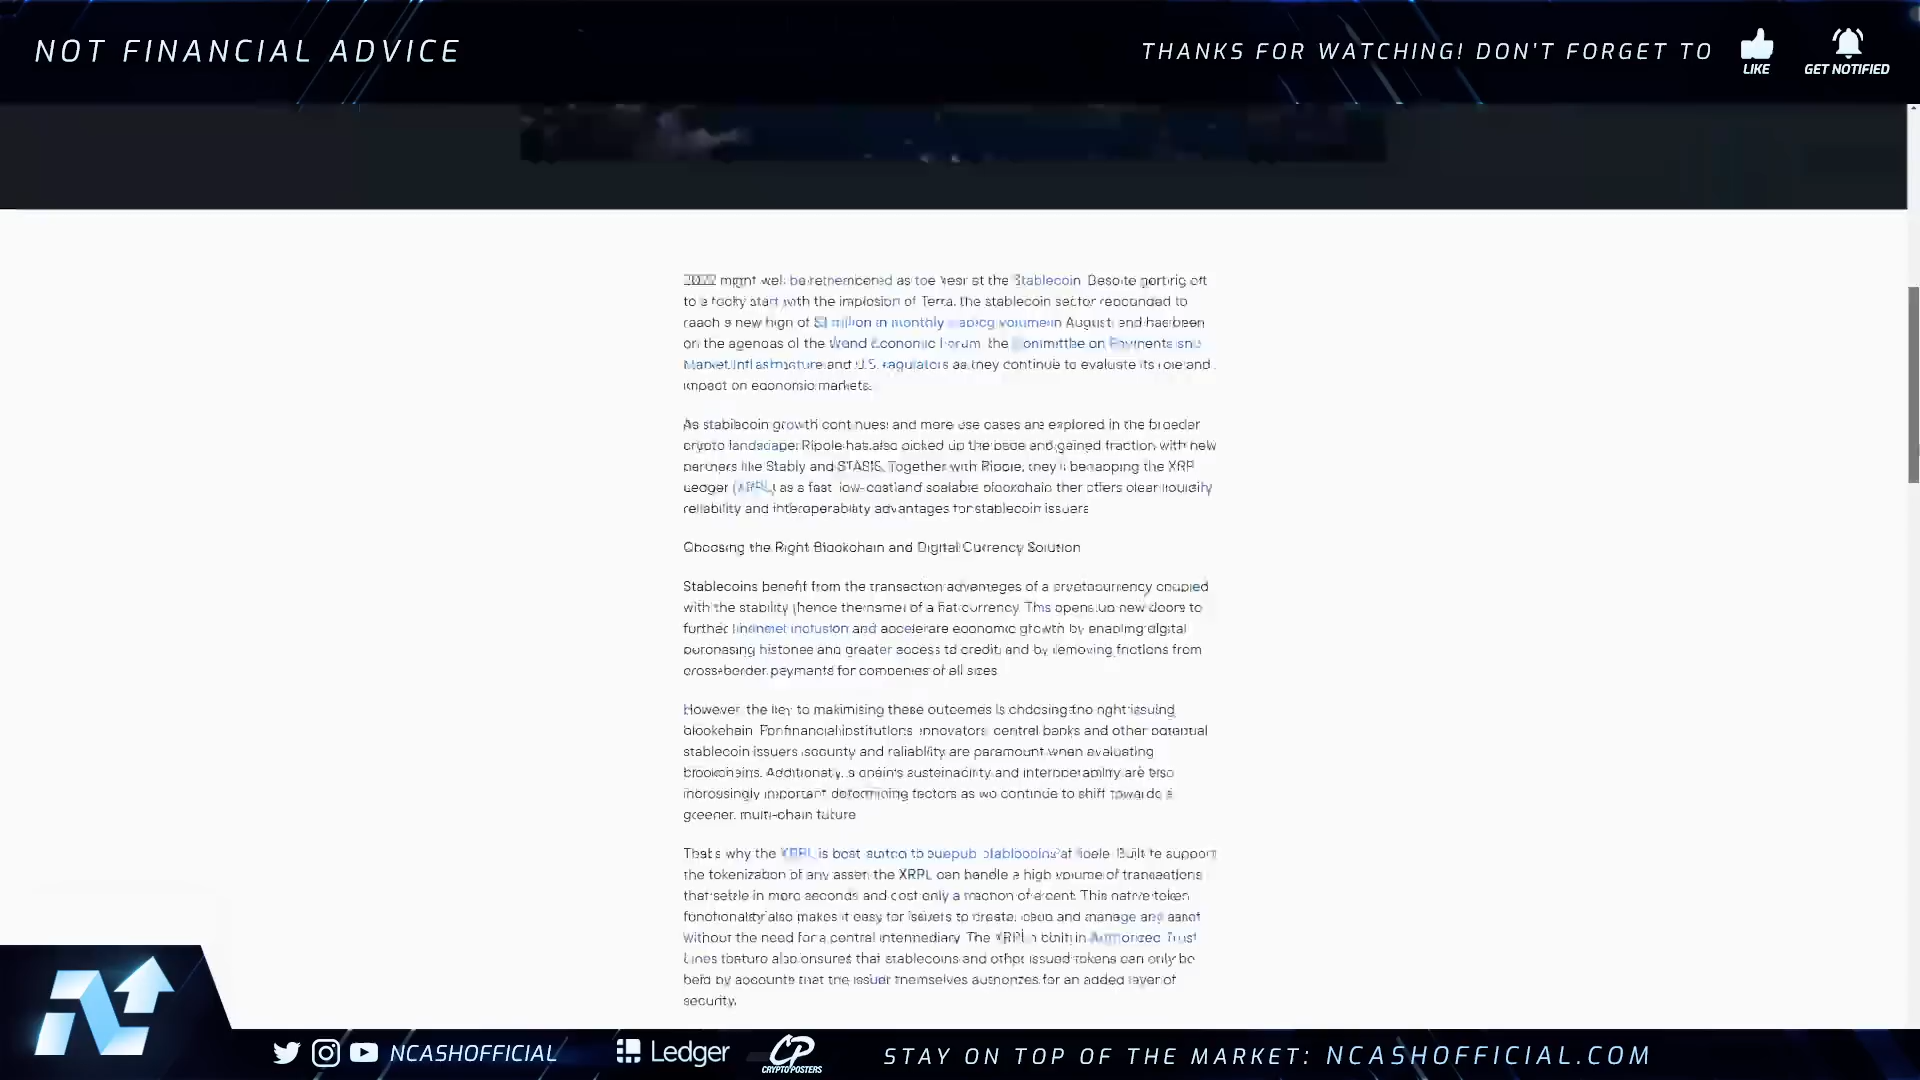 NOT FINANCIAL ADVICE
THANKS FOR WATCHING! DON'T FORGET TO
LIKE
GET NOTIFIED
well be remembered as the Year of the Stablecoin. Despite getting off
to a rocky start with the implosion of Terra, the stablecoin sector rebounded to
reach a new high of in monthly volume in August and has been
on the agendas of the World Economic Forum, the Committee on Payments and
Market Infrastructure and U.S. regulators as they continue to evaluate its role and
impact on economic markets.
As stablecoin growth continues and more use cases are explored in the broader
crypto landscape, Ripple has also picked up the pace and gained traction with new
partners like Stably and STASIS. Together with Ripple, they'll be tapping the XRP
Ledger (XRPL) as a fast, low-cost and scalable blockchain that offers clear liquidity,
reliability and interoperability advantages for stablecoin issuers.
Choosing the Right Blockchain and Digital Currency Solution
Stablecoins benefit from the transaction advantages of a cryptocurrency coupled
with the stability (hence the name) of a fiat currency. This opens up new doors to
further financial inclusion and accelerate economic growth by enabling digital
purchasing histories and greater access to credit, and by removing frictions from
cross-border payments for companies of all sizes.
However, the key to maximising these outcomes is choosing the right issuing
blockchain. For financial institutions, innovators, central banks and other potential
stablecoin issuers, security and reliability are paramount when evaluating
blockchains. Additionally, a chain's sustainability and interoperability are also
increasingly important determining factors as we continue to shift towards a
greener, multi-chain future.
That's why the XRPL is best suited to support stablecoins at scale. Built to support
the tokenization of any asset, the XRPL can handle a high volume of transactions
that settle in mere seconds and cost only a fraction of a cent. This native token
functionality also makes it easy for issuers to create, issue and manage any asset
without the need for a central intermediary. The XRPL's built in Authorized Trust
Lines feature also ensures that stablecoins and other issued tokens can only be
held by accounts that the issuer themselves authorizes for an added layer of
security.
NCASHOFFICIAL
Ledger
CP
CRYPTO POSTERS
STAY ON TOP OF THE MARKET: NCASHOFFICIAL.COM